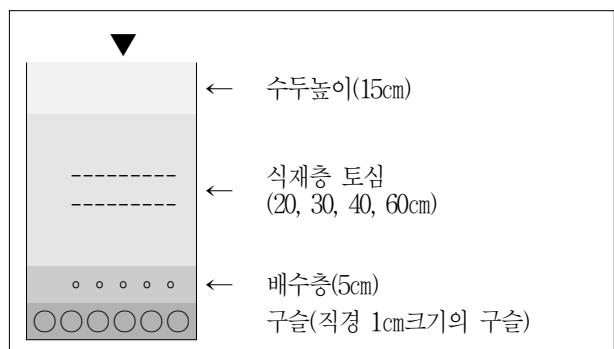 ← 수두높이(15㎝)
← 식재층 토심
(20, 30, 40, 60㎝)
← 배수층(5㎝)
구슬(직경 1㎝크기의 구슬)